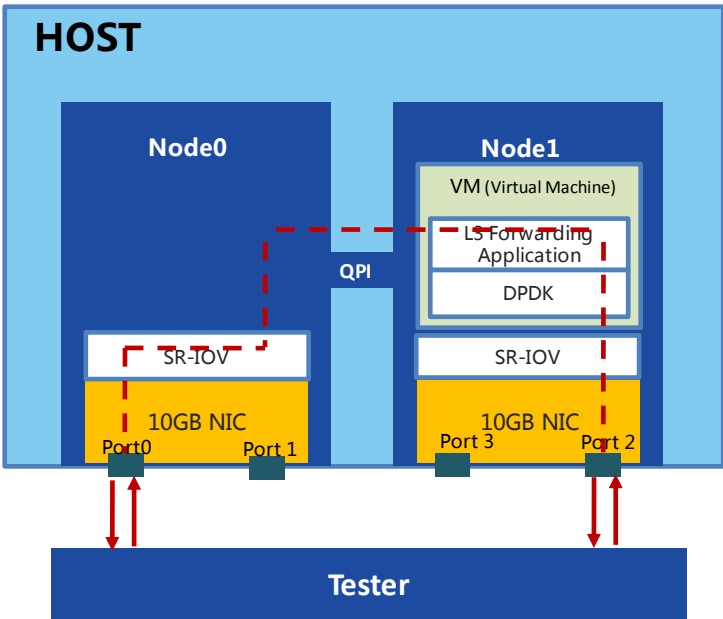 HOST
Node0
Node1
VM (Virtual Machine)
L3 Forwarding
Application
QPI
DPDK
SR-IOV
SR-IOV
10GB NIC
10GB NIC
Port0
Port 1
Port 3
Port 2
Tester